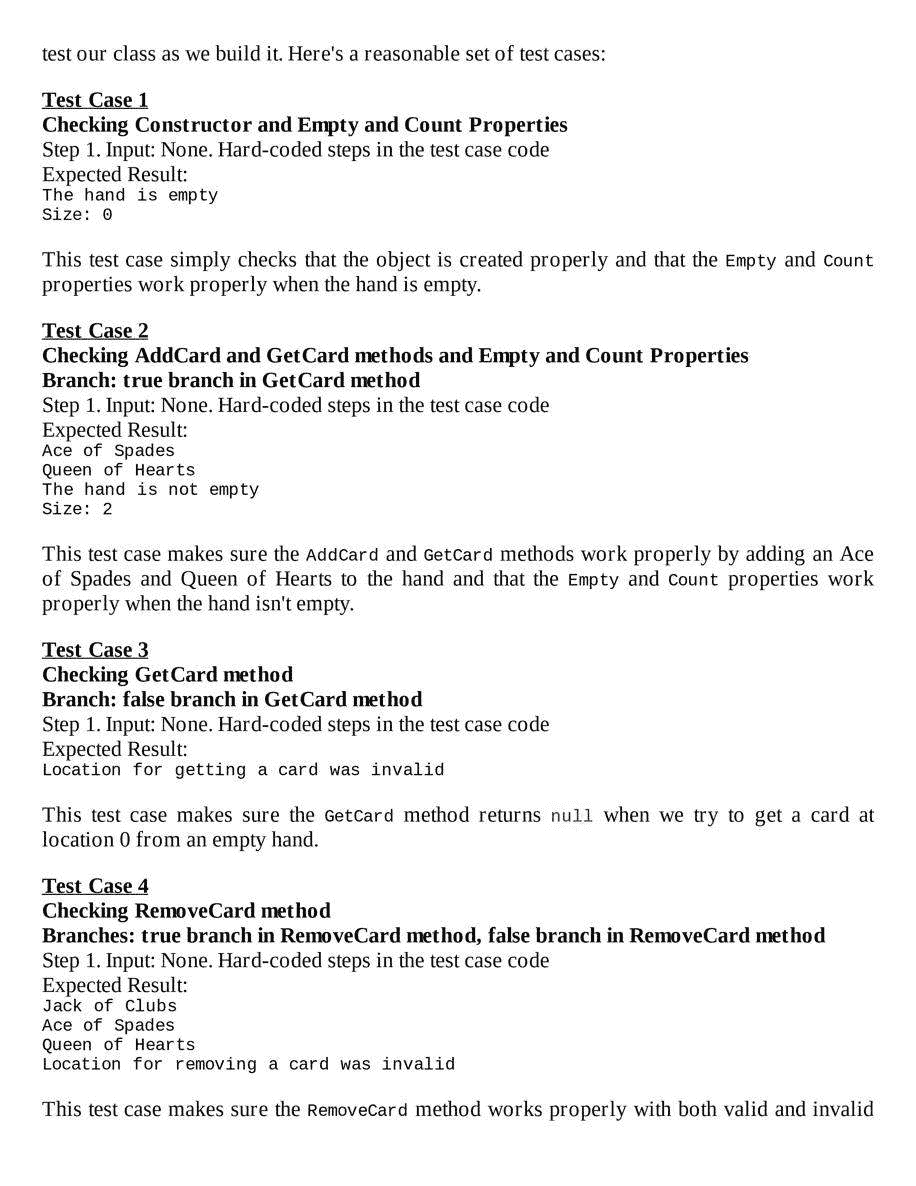 test our class as we build it. Here's a reasonable set of test cases:
Test Case 1
Checking Constructor and Empty and Count Properties
Step 1. Input: None. Hard-coded steps in the test case code
Expected Result:
The hand is empty
Size: 0
This test case simply checks that the object is created properly and that the Empty and Count
properties work properly when the hand is empty.
Test Case 2
Checking AddCard and GetCard methods and Empty and Count Properties
Branch: true branch in GetCard method
Step 1. Input: None. Hard-coded steps in the test case code
Expected Result:
Ace of Spades
Queen of Hearts
The hand is not empty
Size: 2
This test case makes sure the AddCard and GetCard methods work properly by adding an Ace
of Spades and Queen of Hearts to the hand and that the Empty and Count properties work
properly when the hand isn't empty.
Test Case 3
Checking GetCard method
Branch: false branch in GetCard method
Step 1. Input: None. Hard-coded steps in the test case code
Expected Result:
Location for getting a card was invalid
This test case makes sure the GetCard method returns null when we try to get a card at
location 0 from an empty hand.
Test Case 4
Checking RemoveCard method
Branches: true branch in RemoveCard method, false branch in RemoveCard method
Step 1. Input: None. Hard-coded steps in the test case code
Expected Result:
Jack of Clubs
Ace of Spades
Queen of Hearts
Location for removing a card was invalid
This test case makes sure the RemoveCard method works properly with both valid and invalid